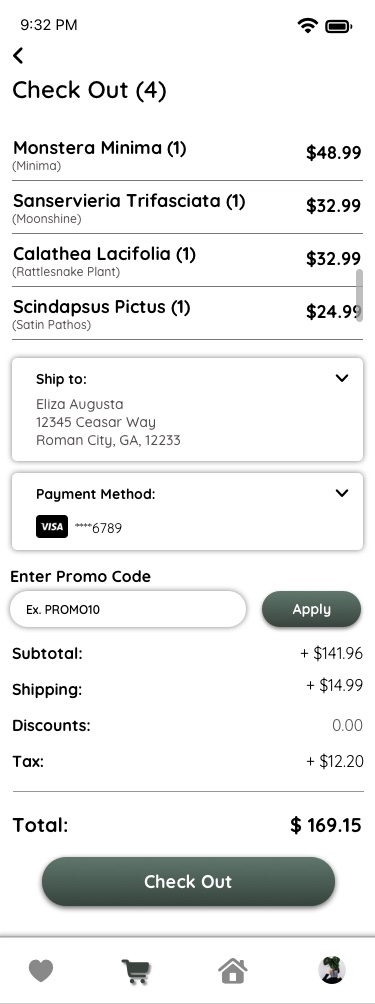 9:32 PM
Check Out (4)
Monstera Minima (1) $48.99
(Minima)
Sanservieria Trifasciata (1) $32.99
(Moonshine)
Calathea Lacifolia (1) $32.99
(Rattlesnake Plant)
Scindapsus Pictus (1) $24.99
(Satin Pathos)
Ship to:
Eliza Augusta
12345 Ceasar Way
Roman City, GA, 12233
Payment Method:
VISA ****6789
Enter Promo Code
Ex. PROMO10 Apply
Subtotal: + $141.96
Shipping: + $14.99
Discounts: 0.00
Tax: + $12.20
Total: $ 169.15
Check Out